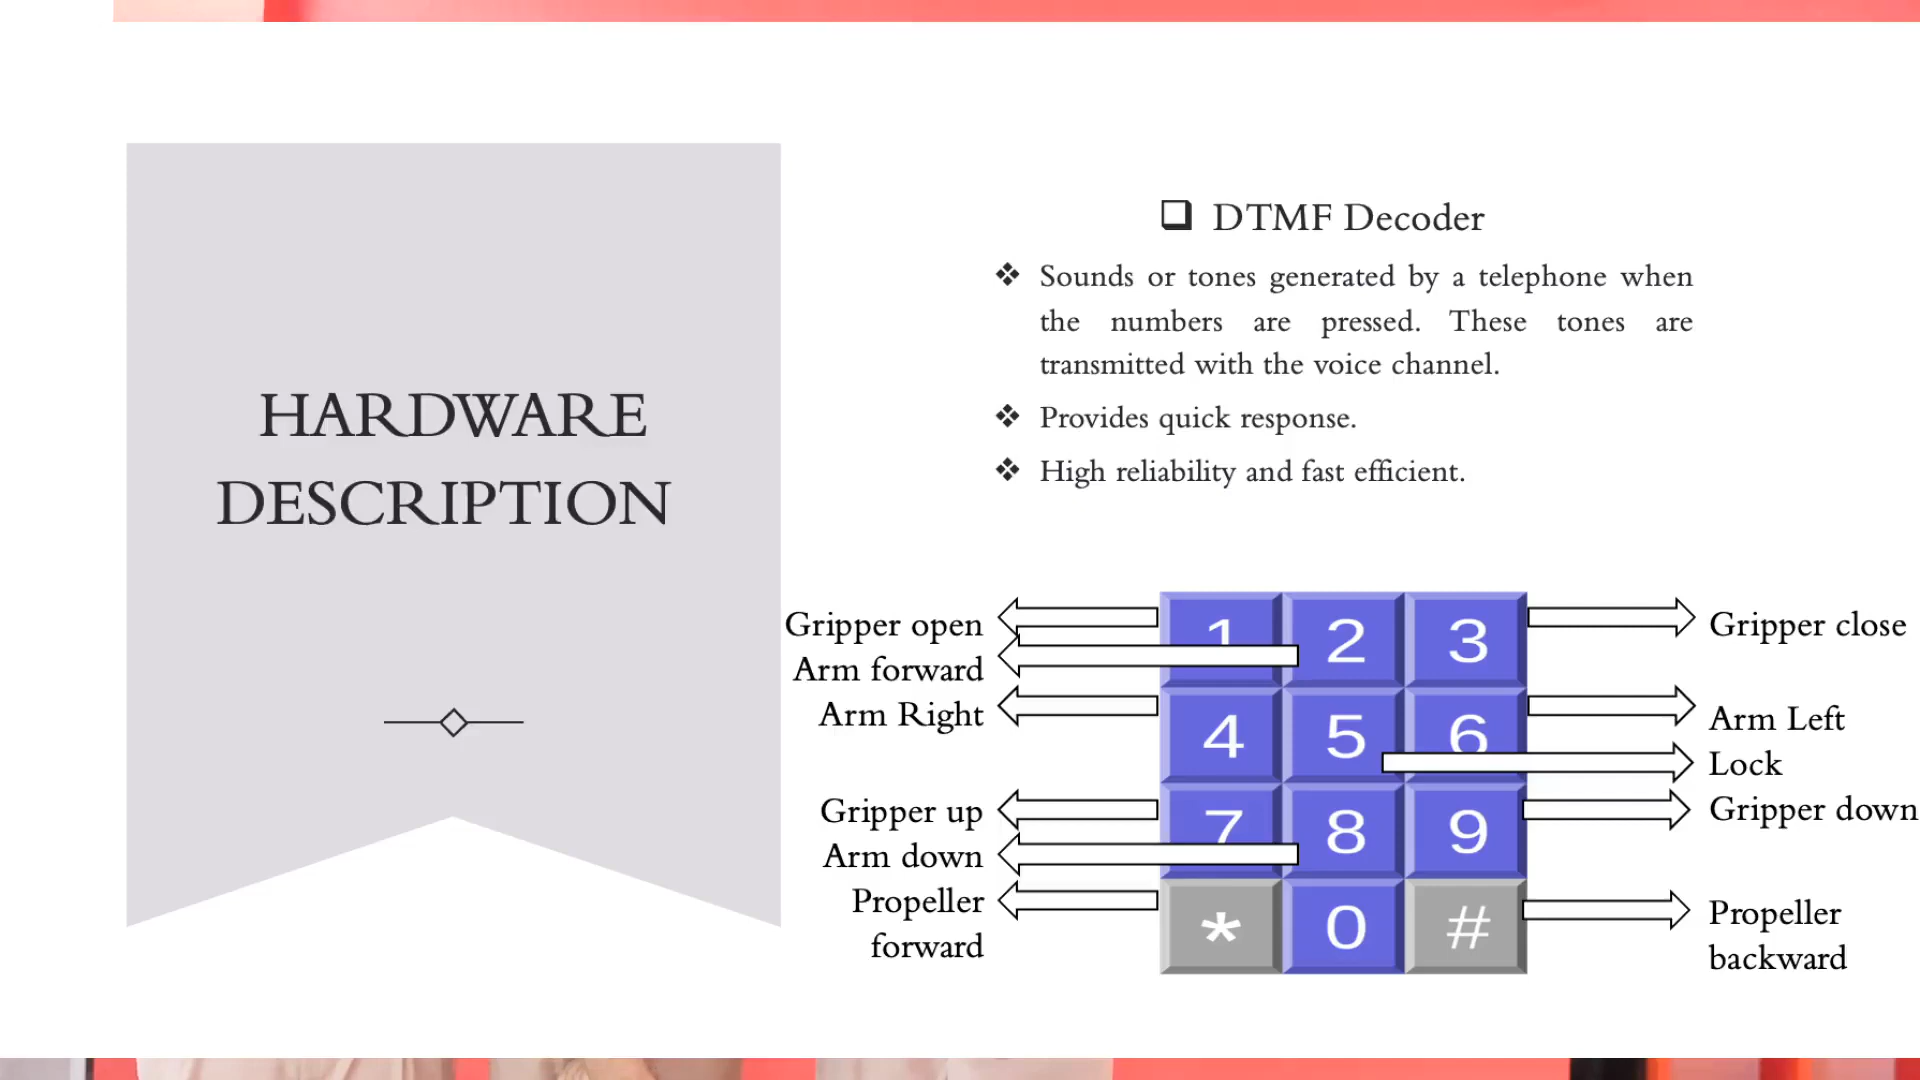 HARDWARE
DESCRIPTION
❑ DTMF Decoder
❖ Sounds or tones generated by a telephone when
the numbers are pressed. These tones are
transmitted with the voice channel.
❖ Provides quick response.
❖ High reliability and fast efficient.
Gripper open
Arm forward
Arm Right
Gripper up
Arm down
Propeller
forward
1 2 3
4 5 6
7 8 9
* 0 #
Gripper close
Arm Left
Lock
Gripper down
Propeller
backward